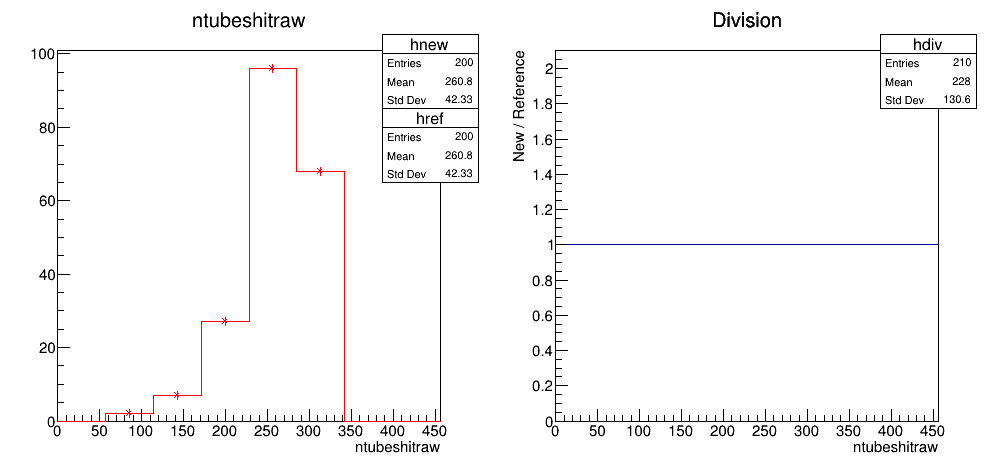 ntubeshitraw
hnew
Entries 200
Mean 260.8
Std Dev 42.33
href
Entries 200
Mean 260.8
Std Dev 42.33
100
80
60
40
20
0
0 50 100 150 200 250 300 350 400 450
ntubeshitraw
Division
hdiv
Entries 210
Mean 228
Std Dev 130.6
New / Reference
2
1.8
1.6
1.4
1.2
1
0.8
0.6
0.4
0.2
0
0 50 100 150 200 250 300 350 400 450
ntubeshitraw